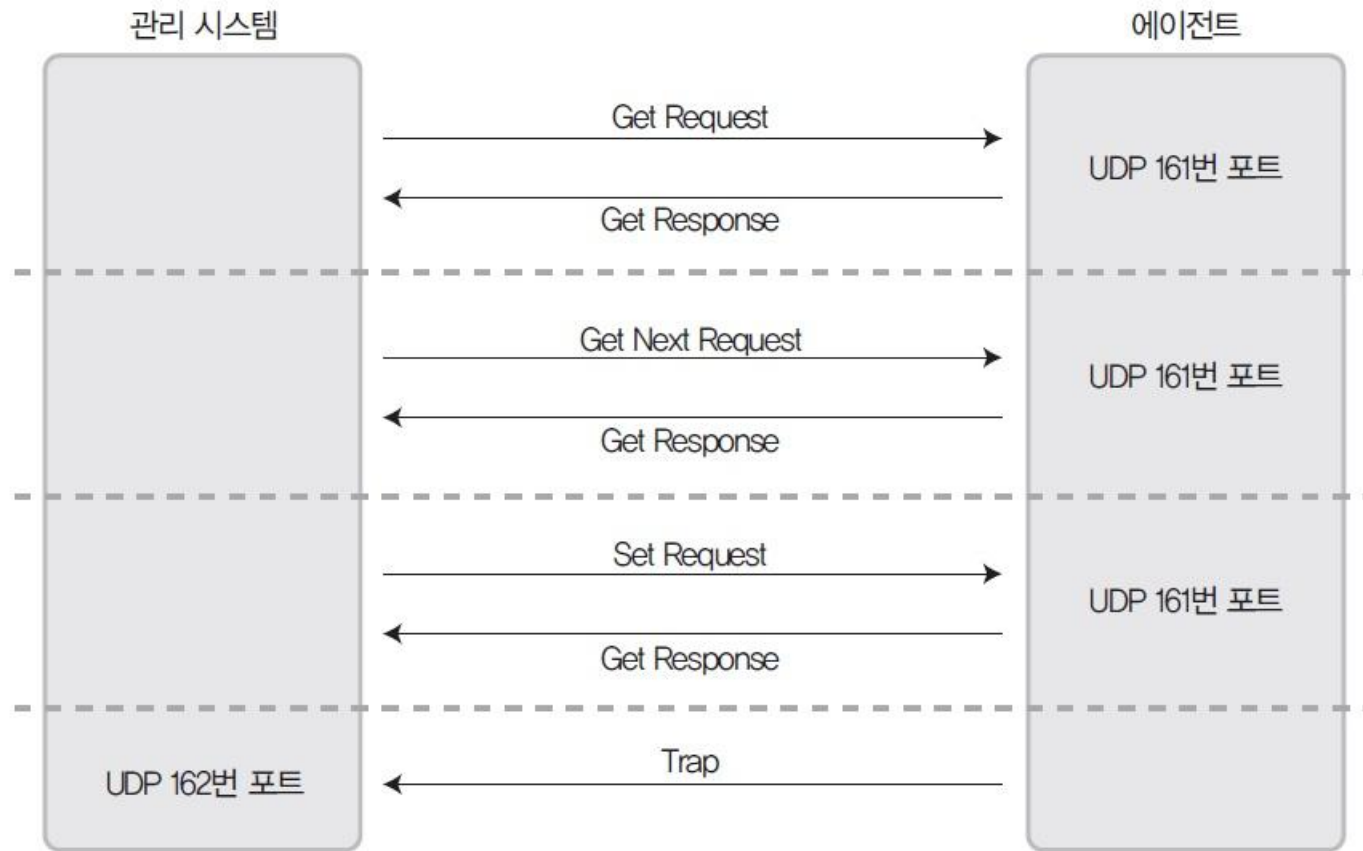 관리 시스템
에이전트
Get Request
UDP 161번 포트
Get Response
Get Next Request
UDP 161번 포트
Get Response
Set Request
UDP 161번 포트
Get Response
Trap
UDP 162번 포트